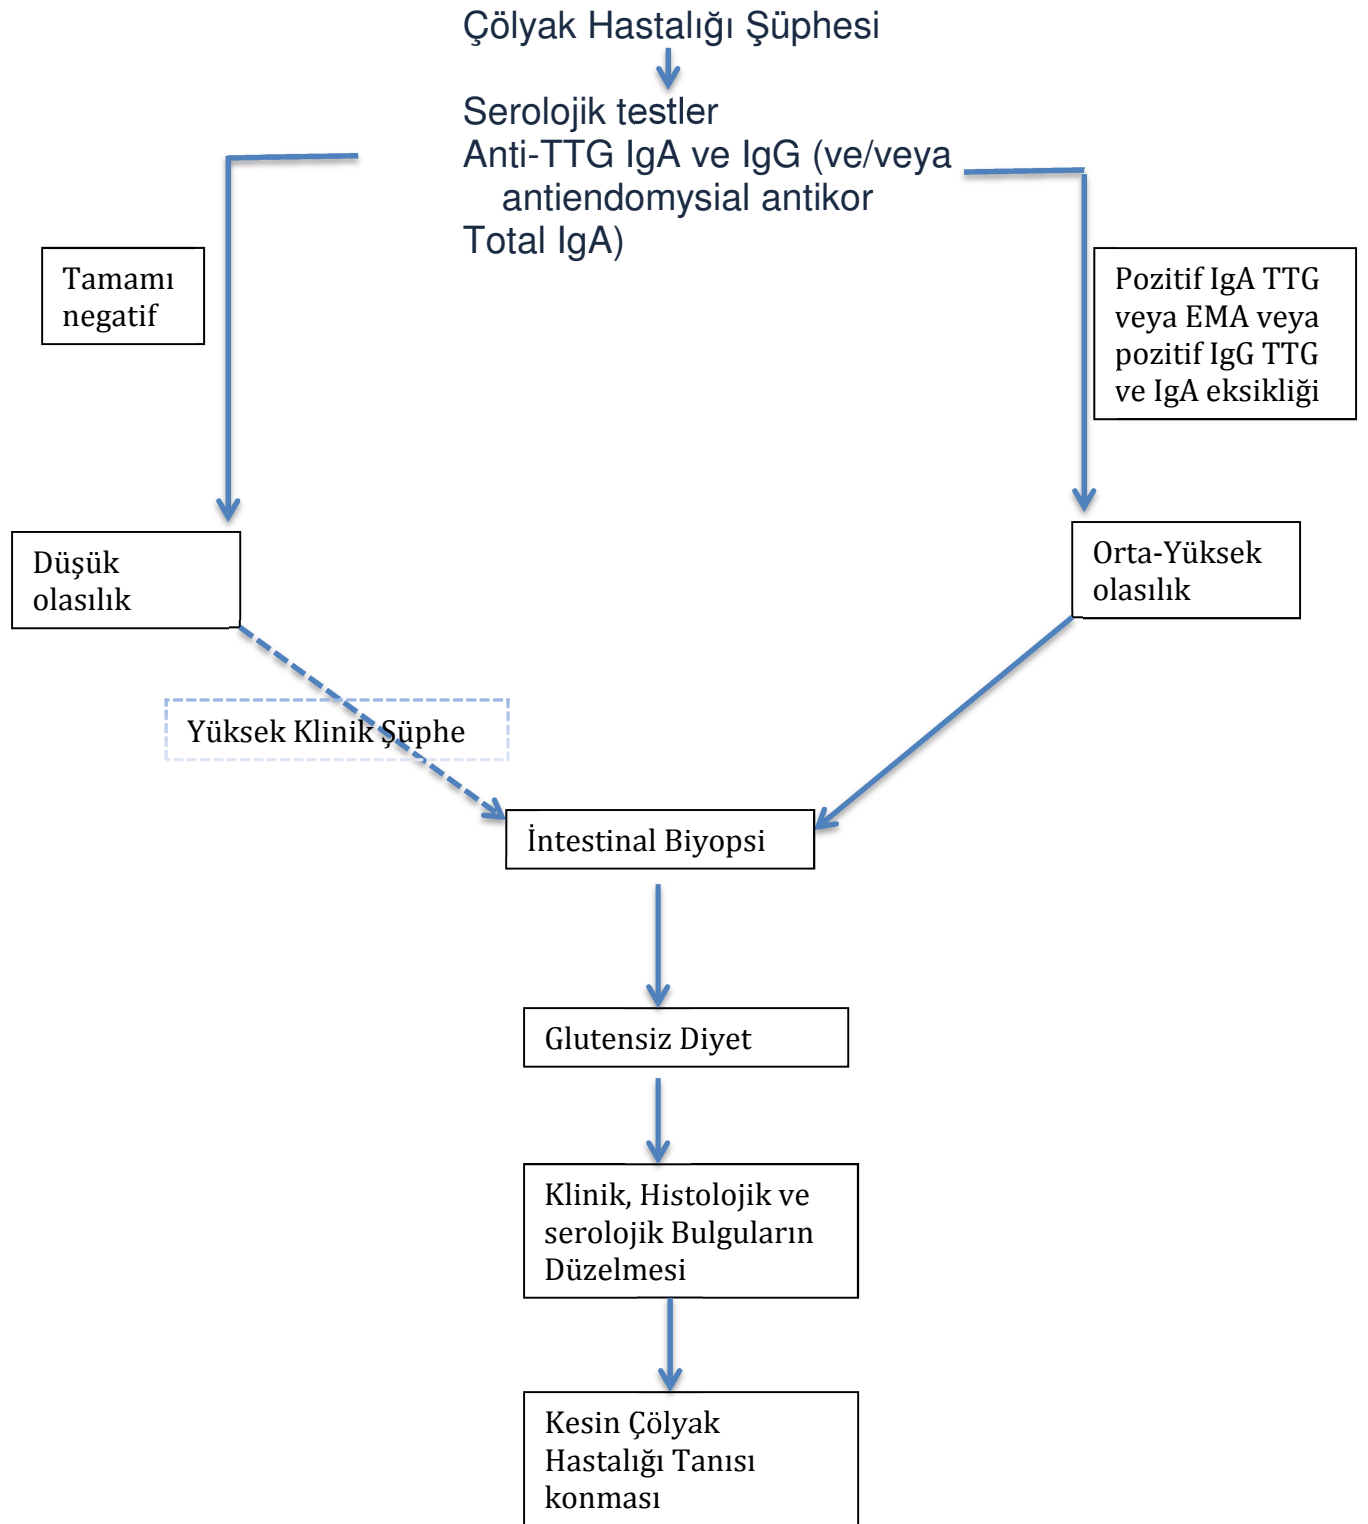 Çölyak Hastalığı Şüphesi
Serolojik testler
Anti-TTG IgA ve IgG (ve/veya
antiendomysial antikor
Total IgA)
Tamamı
negatif
Pozitif IgA TTG
veya EMA veya
pozitif IgG TTG
ve IgA eksikliği
Düşük
olasılık
Orta-Yüksek
olasılık
Yüksek Klinik Şüphe
İntestinal Biyopsi
Glutensiz Diyet
Klinik, Histolojik ve
serolojik Bulguların
Düzelmesi
Kesin Çölyak
Hastalığı Tanısı
konması